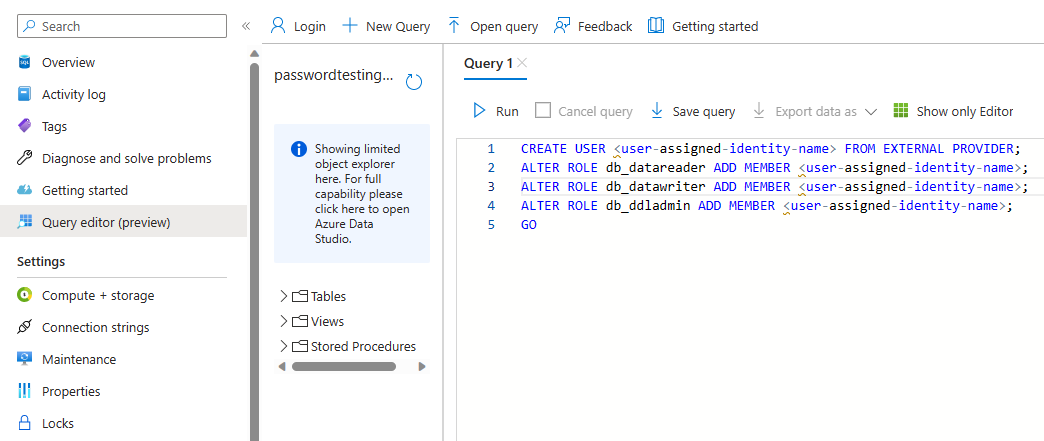 Search
«
Login
New Query
Open query
Feedback
Getting started
Overview
Activity log
Tags
Diagnose and solve problems
Getting started
Query editor (preview)
Settings
Compute + storage
Connection strings
Maintenance
Properties
Locks
passwordtesting...
Showing limited
object explorer
here. For full
capability please
click here to open
Azure Data
Studio.
Tables
Views
Stored Procedures
Query 1
Run
Cancel query
Save query
Export data as
Show only Editor
1 CREATE USER <user-assigned-identity-name> FROM EXTERNAL PROVIDER;
2 ALTER ROLE db_datareader ADD MEMBER <user-assigned-identity-name>;
3 ALTER ROLE db_datawriter ADD MEMBER <user-assigned-identity-name>;
4 ALTER ROLE db_ddladmin ADD MEMBER <user-assigned-identity-name>;
5 GO